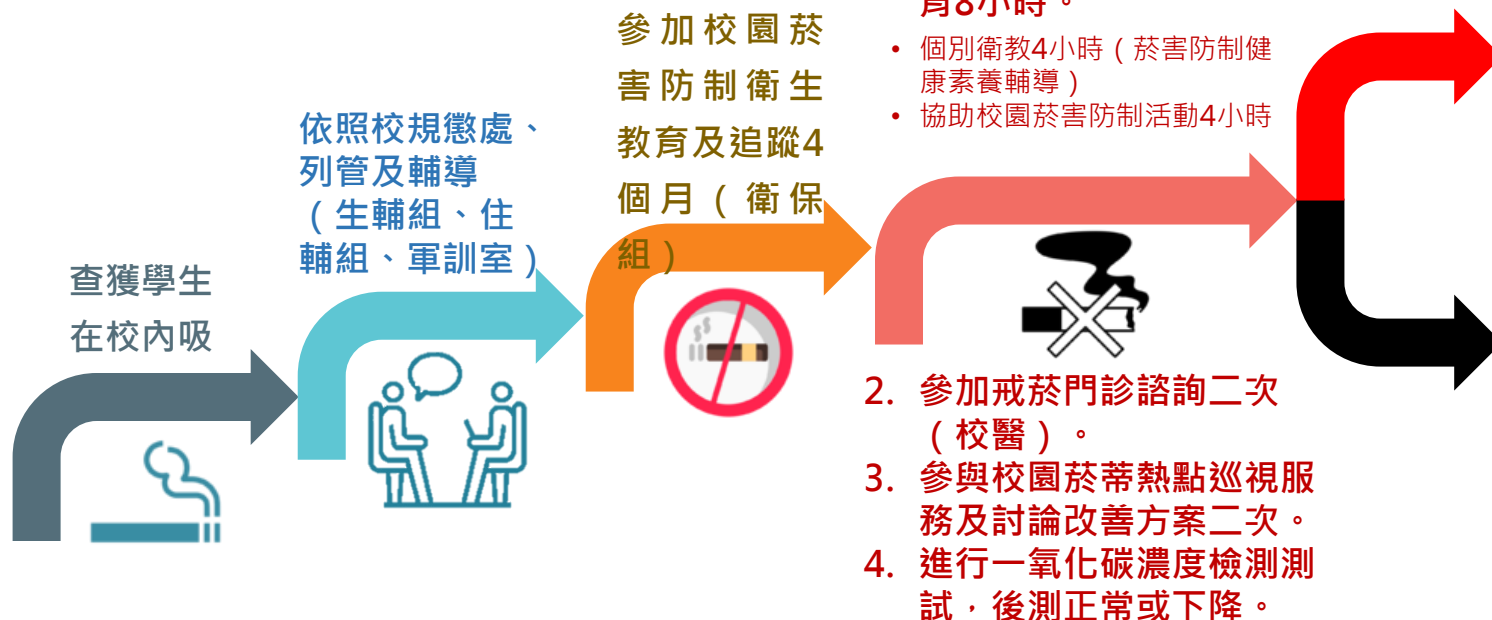 查獲學生
在校內吸
依照校規懲處、
列管及輔導
（生輔組、住
輔組、軍訓室）
參加校園菸
害防制衛生
教育及追蹤4
個月（衛保
組）
育8小時。
• 個別衛教4小時（菸害防制健
康素養輔導）
• 協助校園菸害防制活動4小時
2. 參加戒菸門診諮詢二次
（校醫）。
3. 參與校園菸蒂熱點巡視服
務及討論改善方案二次。
4. 進行一氧化碳濃度檢測測
試，後測正常或下降。